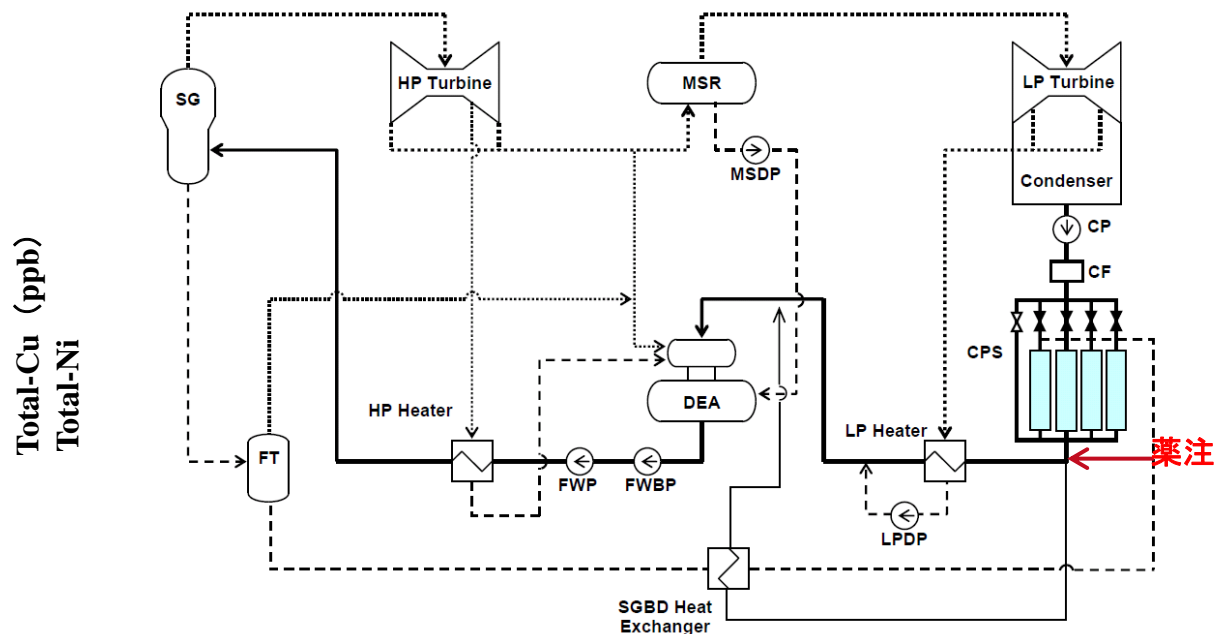 Total-Cu（ppb）
Total-Ni
SG
HP Turbine
MSR
LP Turbine
MSDP
Condenser
CP
CF
CPS
HP Heater
DEA
LP Heater
薬注
FT
FWP
FWBP
LPDP
SGBD Heat
Exchanger